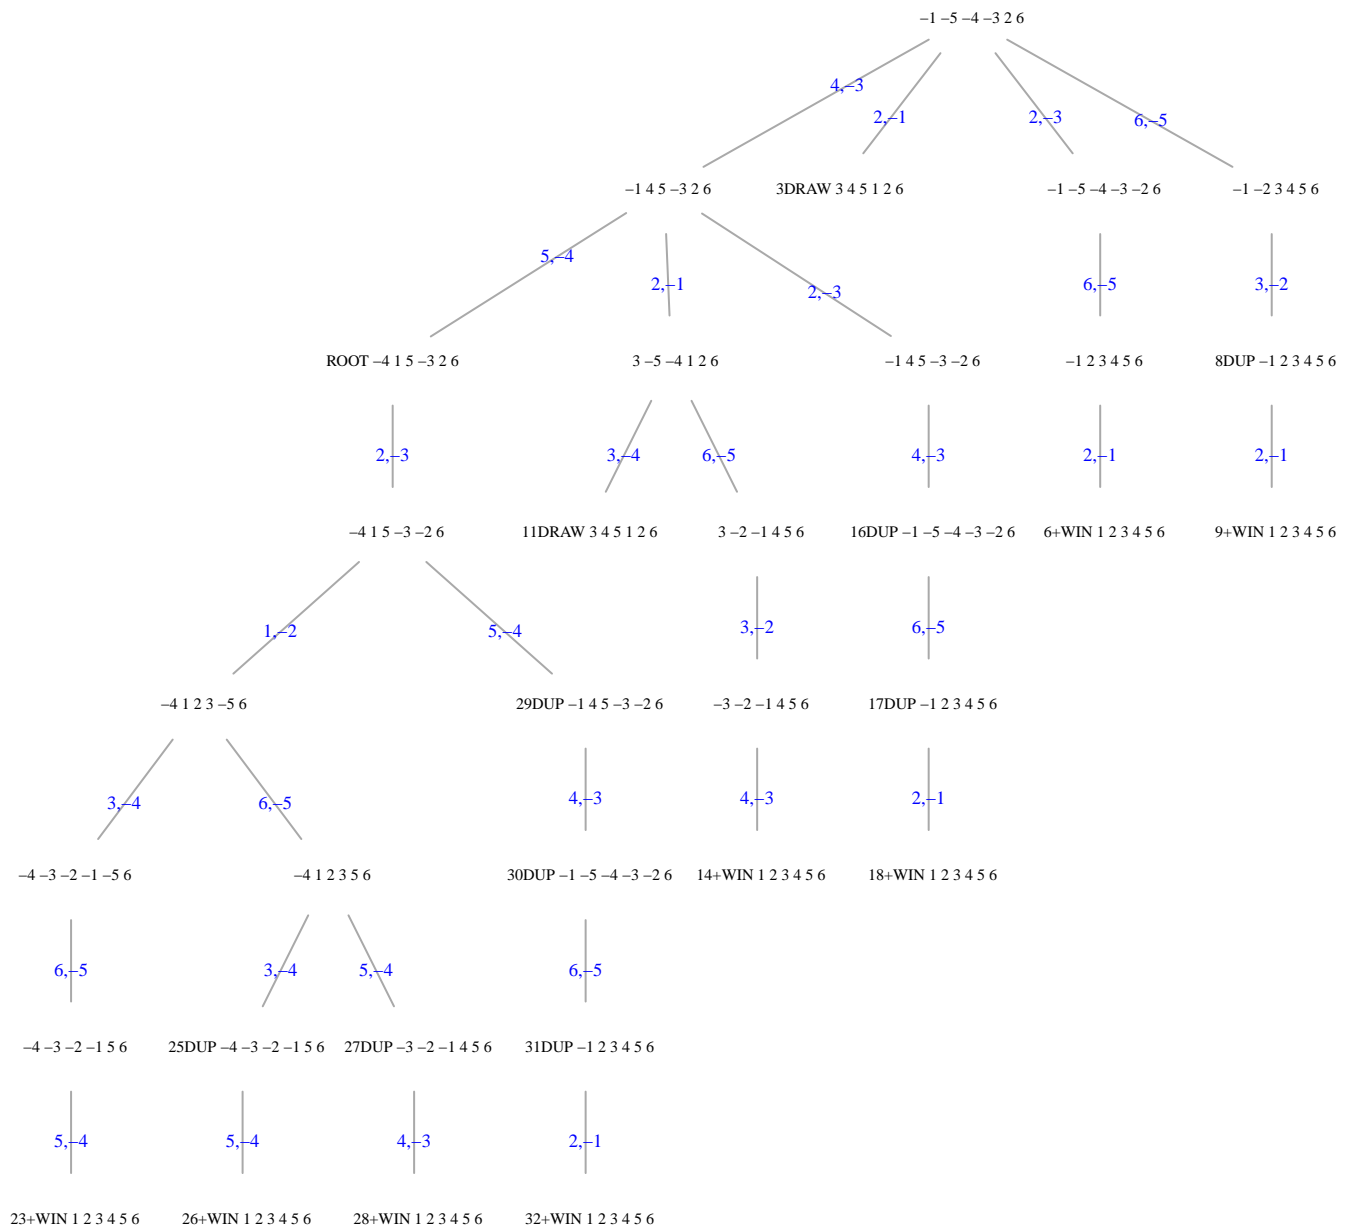 −1 −5 −4 −3 2 6
4,−3
2,−1
2,−3
6,−5
−1 4 5 −3 2 6
3DRAW 3 4 5 1 2 6
−1 −5 −4 −3 −2 6
−1 −2 3 4 5 6
5,−4
2,−1
2,−3
6,−5
3,−2
ROOT −4 1 5 −3 2 6
3 −5 −4 1 2 6
−1 4 5 −3 −2 6
−1 2 3 4 5 6
8DUP −1 2 3 4 5 6
2,−3
3,−4
6,−5
4,−3
2,−1
2,−1
−4 1 5 −3 −2 6
11DRAW 3 4 5 1 2 6
3 −2 −1 4 5 6
16DUP −1 −5 −4 −3 −2 6
6+WIN 1 2 3 4 5 6
9+WIN 1 2 3 4 5 6
1,−2
5,−4
3,−2
6,−5
−4 1 2 3 −5 6
29DUP −1 4 5 −3 −2 6
−3 −2 −1 4 5 6
17DUP −1 2 3 4 5 6
3,−4
6,−5
4,−3
4,−3
2,−1
−4 −3 −2 −1 −5 6
−4 1 2 3 5 6
30DUP −1 −5 −4 −3 −2 6
14+WIN 1 2 3 4 5 6
18+WIN 1 2 3 4 5 6
6,−5
3,−4
5,−4
6,−5
−4 −3 −2 −1 5 6
25DUP −4 −3 −2 −1 5 6
27DUP −3 −2 −1 4 5 6
31DUP −1 2 3 4 5 6
5,−4
5,−4
4,−3
2,−1
23+WIN 1 2 3 4 5 6
26+WIN 1 2 3 4 5 6
28+WIN 1 2 3 4 5 6
32+WIN 1 2 3 4 5 6